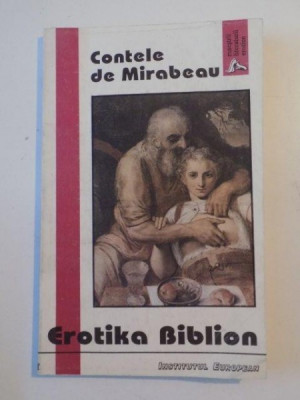 Contele
de Mirabeau
Erotika Biblion
INSTITUTUL EUROPEAN